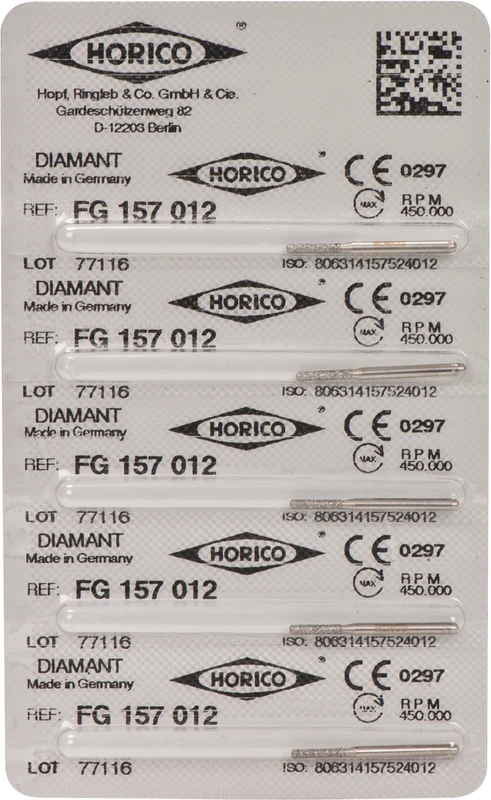 HORICO ®
Hopf, Ringleb & Co. GmbH & Cie.
Gardeschützenweg 82
D-12203 Berlin
DIAMANT HORICO ® CE 0297
Made in Germany
MAX RPM 450.000
REF: FG 157 012
LOT 77116 ISO: 806314157524012
DIAMANT HORICO ® CE 0297
Made in Germany
MAX RPM 450.000
REF: FG 157 012
LOT 77116 ISO: 806314157524012
DIAMANT HORICO ® CE 0297
Made in Germany
MAX RPM 450.000
REF: FG 157 012
LOT 77116 ISO: 806314157524012
DIAMANT HORICO ® CE 0297
Made in Germany
MAX RPM 450.000
REF: FG 157 012
LOT 77116 ISO: 806314157524012
DIAMANT HORICO ® CE 0297
Made in Germany
MAX RPM 450.000
REF: FG 157 012
LOT 77116 ISO: 806314157524012